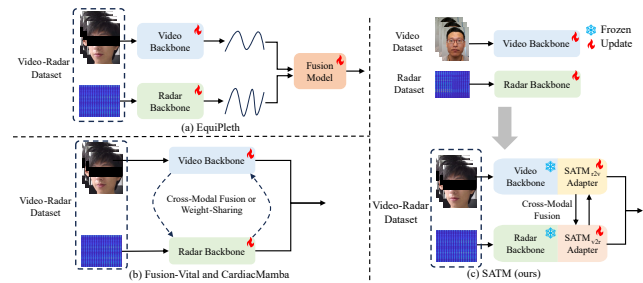 Video-Radar
Dataset
Video
Backbone
Radar
Backbone
Fusion
Model
(a) EquiPleth
Video-Radar
Dataset
Video Backbone
Cross-Modal Fusion or
Weight-Sharing
Radar Backbone
(b) Fusion-Vital and CardiacMamba
Video
Dataset
Video Backbone
Frozen
Update
Radar
Dataset
Radar Backbone
Video-Radar
Dataset
Video
Backbone
SATM r2v
Adapter
Cross-Modal
Fusion
Radar
Backbone
SATM v2r
Adapter
(c) SATM (ours)